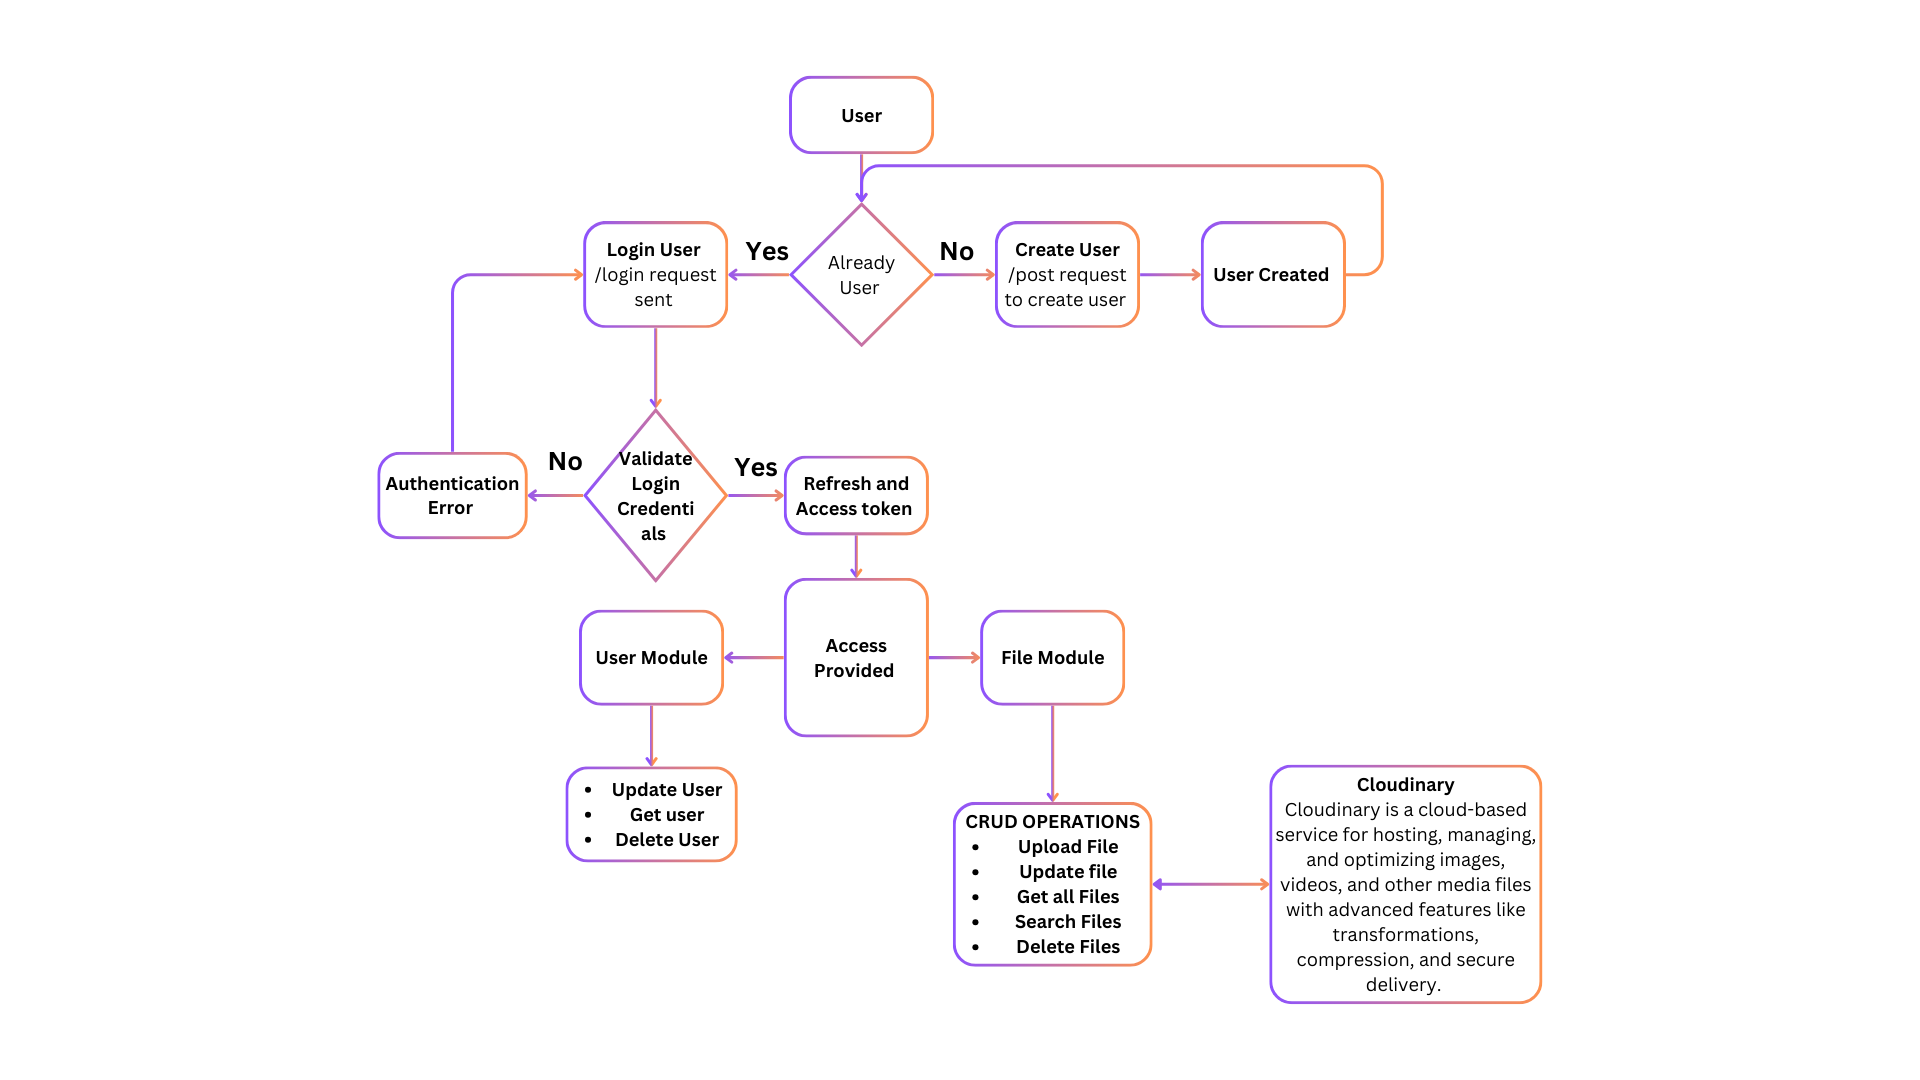 User
Already
User
Yes
No
Login User
/login request
sent
Create User
/post request
to create user
User Created
Validate
Login
Credenti
als
No
Yes
Authentication
Error
Refresh and
Access token
Access
Provided
User Module
File Module
• Update User
• Get user
• Delete User
CRUD OPERATIONS
• Upload File
• Update file
• Get all Files
• Search Files
• Delete Files
Cloudinary
Cloudinary is a cloud-based
service for hosting, managing,
and optimizing images,
videos, and other media files
with advanced features like
transformations,
compression, and secure
delivery.